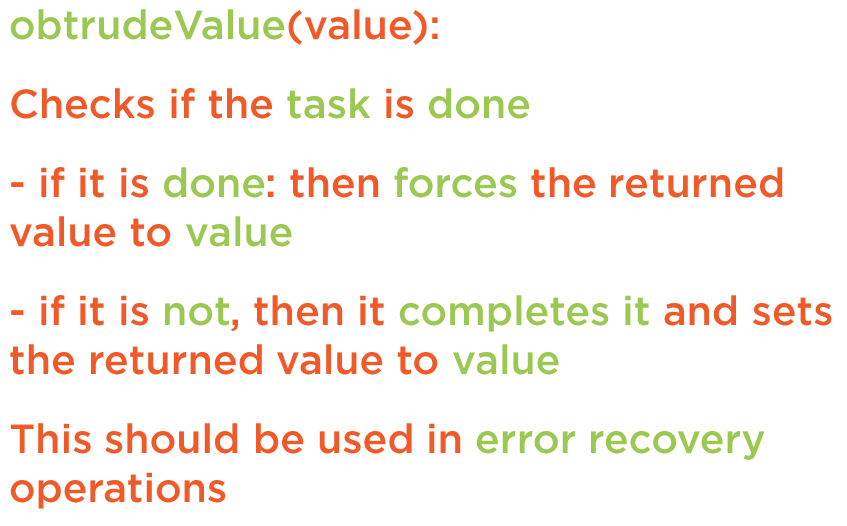 obtrudeValue(value):
Checks if the task is done
- if it is done: then forces the returned
value to value
- if it is not, then it completes it and sets
the returned value to value
This should be used in error recovery
operations